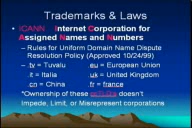 Trademarks & Laws
• ICANN Internet Corporation for
Assigned Names and Numbers
– Rules for Uniform Domain Name Dispute
Resolution Policy (Approved 10/24/99)
– .tv = Tuvalu eu = European Union
.it = Italia uk = United Kingdom
cn = China fr = france
*Ownership of these doesn't
Impede, Limit, or Misrepresent corporations